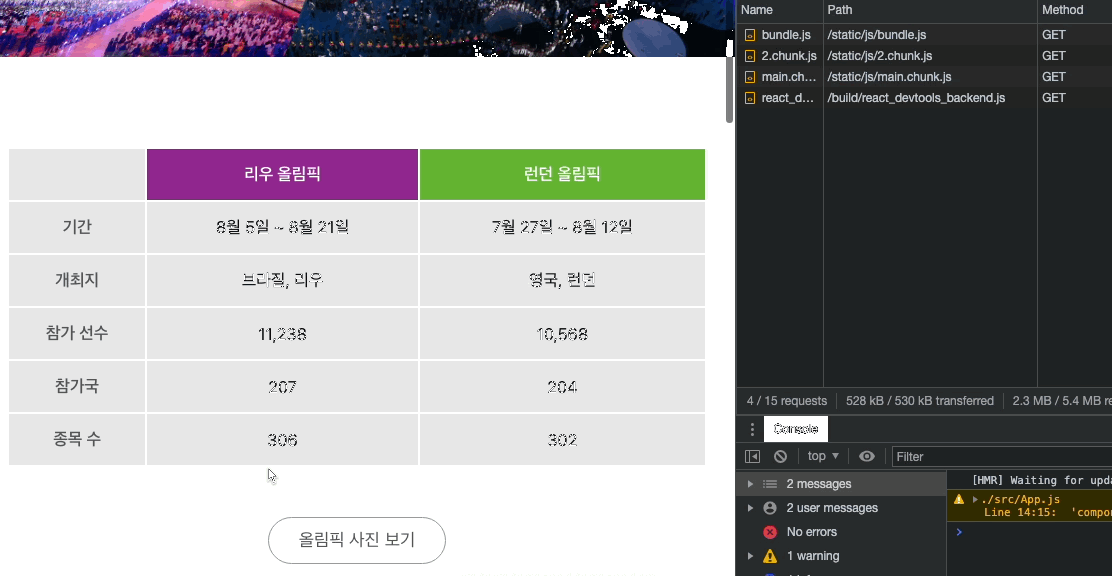 리우 올림픽 런던 올림픽
기간 8월 5일 ~ 8월 21일 7월 27일 ~ 8월 12일
개최지 브라질, 리우 영국, 런던
참가 선수 11,238 10,568
참가국 207 204
종목 수 306 302
올림픽 사진 보기
Name Path Method
bundle.js /static/js/bundle.js GET
2.chunk.js /static/js/2.chunk.js GET
main.ch... /static/js/main.chunk.js GET
react_d... /build/react_devtools_backend.js GET
4 / 15 requests 528 kB / 530 kB transferred 2.3 MB / 5.4 MB re
Console
top ▼ Filter
2 messages
2 user messages
No errors
1 warning
[HMR] Waiting for upda
./src/App.js
Line 14:15: 'compor